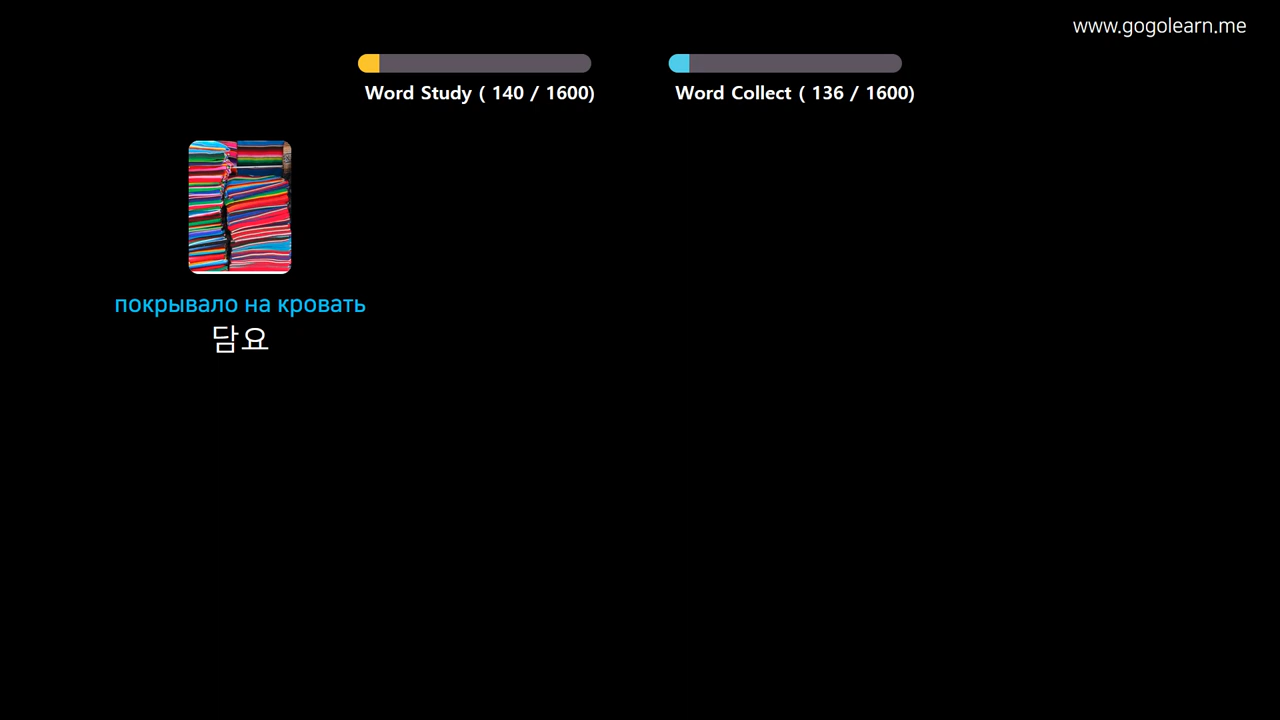 www.gogolearn.me
Word Study ( 140 / 1600)
Word Collect ( 136 / 1600)
покрывало на кровать
담요